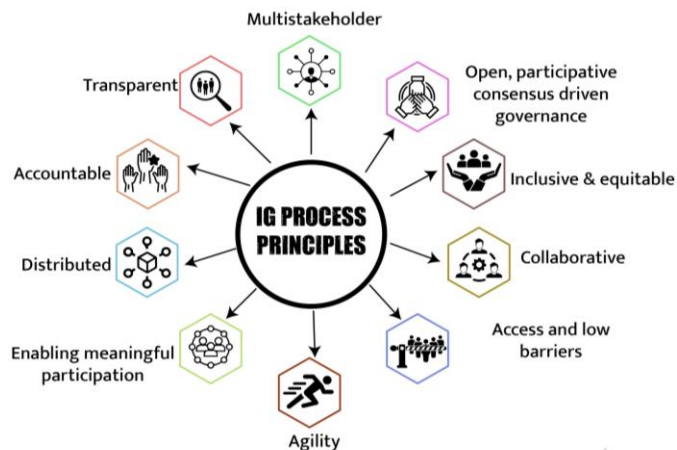 Multistakeholder
Transparent
Open, participative
consensus driven
governance
Accountable
Inclusive & equitable
IG PROCESS
PRINCIPLES
Distributed
Collaborative
Enabling meaningful
participation
Access and low
barriers
Agility